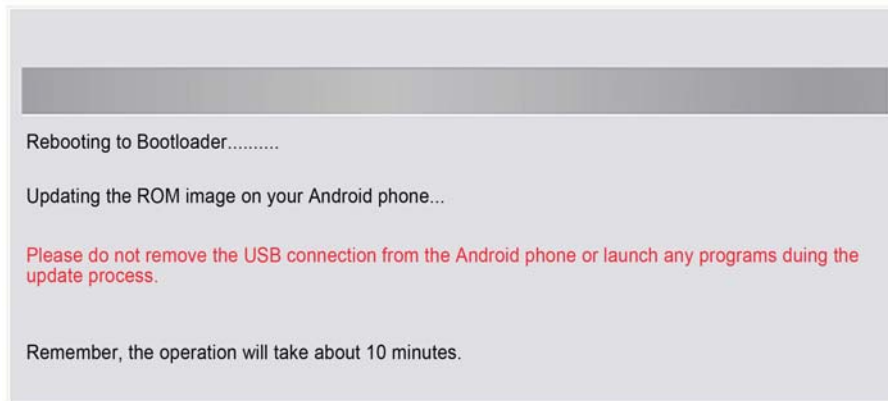 Rebooting to Bootloader..........
Updating the ROM image on your Android phone...
Please do not remove the USB connection from the Android phone or launch any programs duing the
update process.
Remember, the operation will take about 10 minutes.